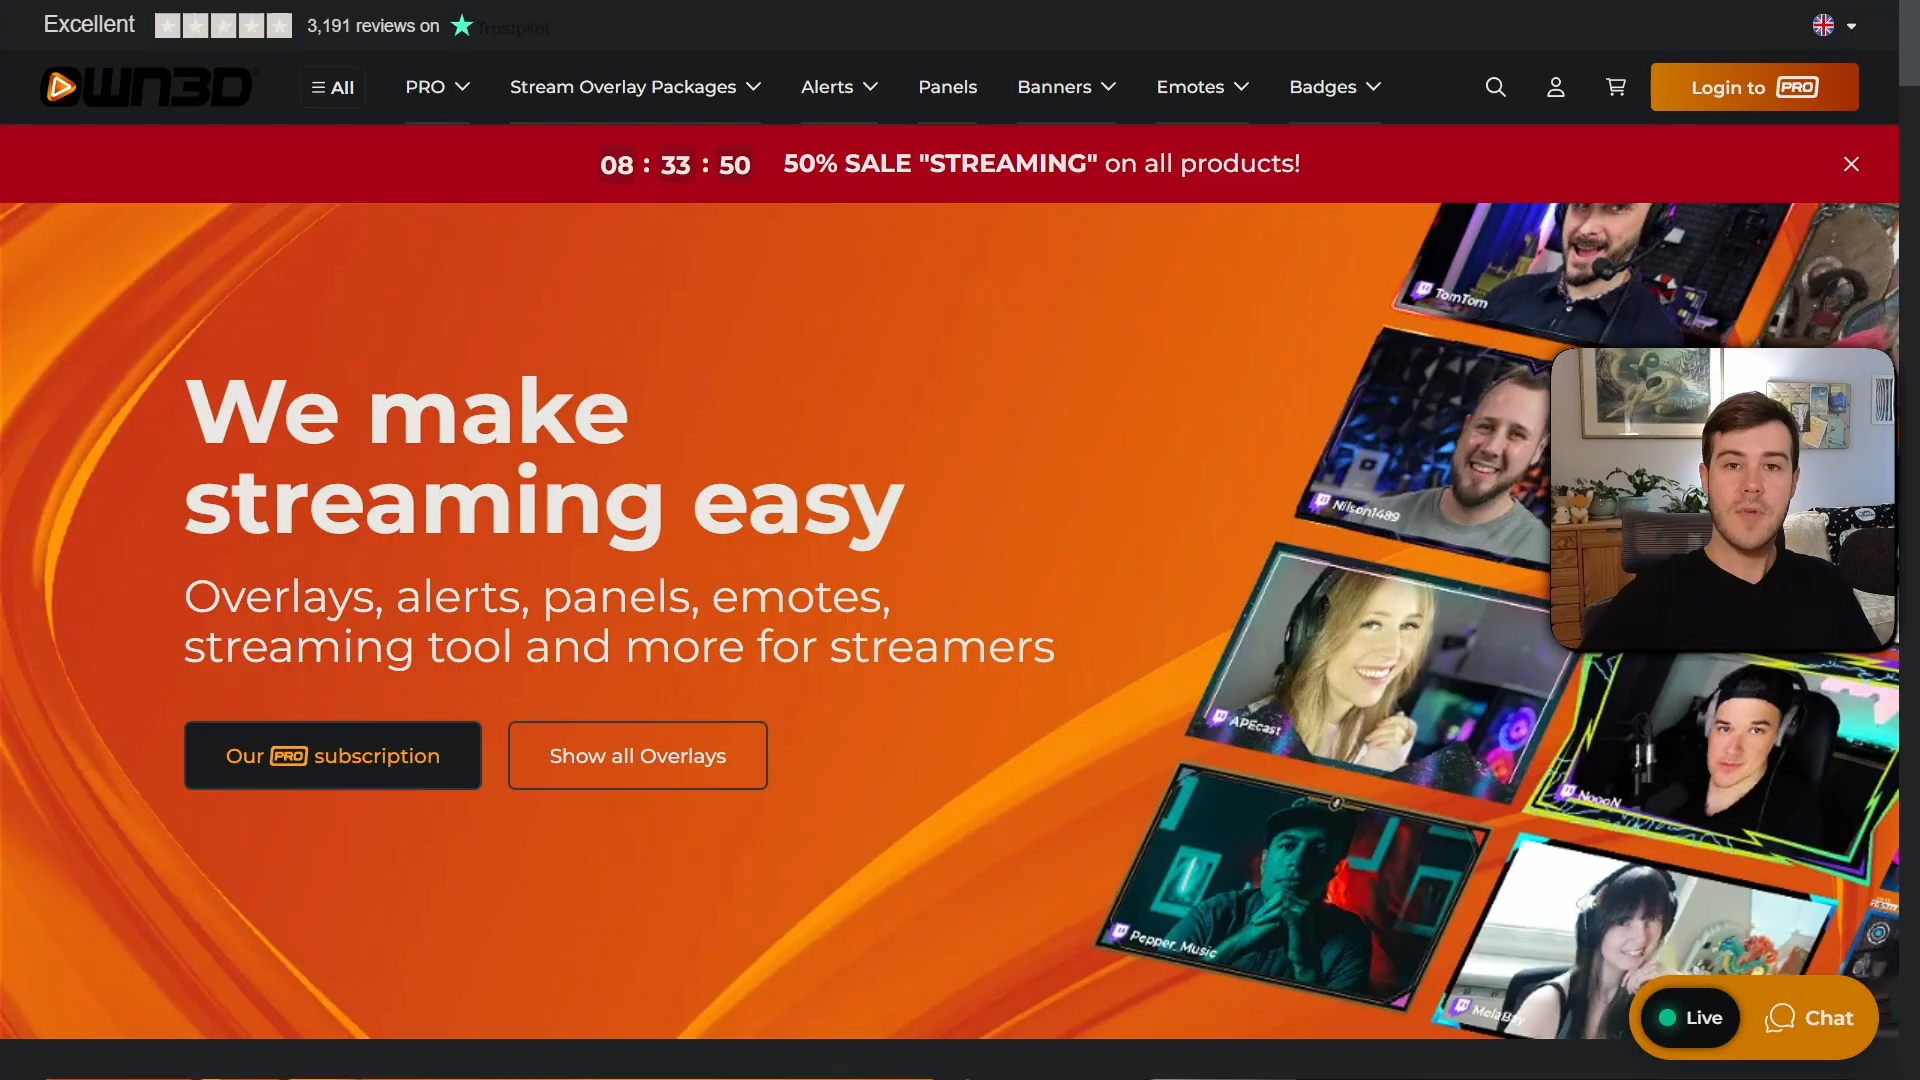 Excellent
3,191 reviews on Trustpilot
OWN3D
All
PRO
Stream Overlay Packages
Alerts
Panels
Banners
Emotes
Badges
Login to PRO
08 : 33 : 50
50% SALE "STREAMING" on all products!
TomTom
Nilson1489
We make
streaming easy
Overlays, alerts, panels, emotes,
streaming tool and more for streamers
APEcast
Our PRO subscription
Show all Overlays
NoooN
Pepper_Music
Live
Chat